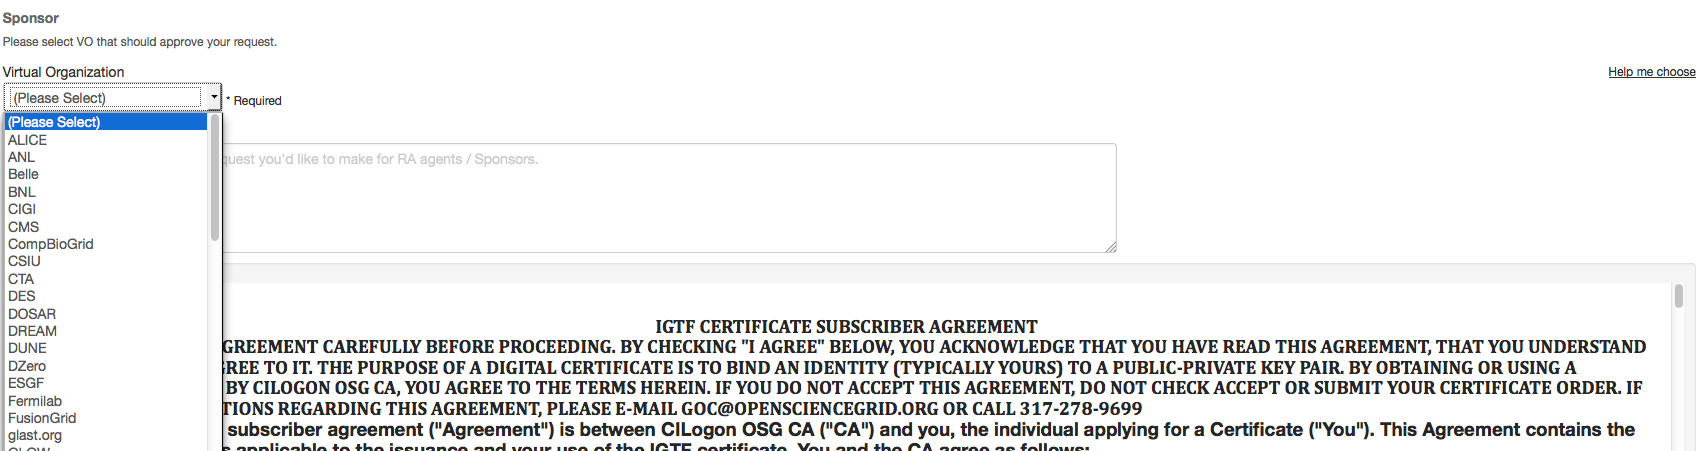 Sponsor
Please select VO that should approve your request.
Virtual Organization
Help me choose
(Please Select)
* Required
(Please Select)
ALICE
ANL
Belle
BNL
CIGI
CMS
CompBioGrid
CSIU
CTA
DES
DOSAR
DREAM
DUNE
DZero
ESGF
Fermilab
FusionGrid
glast.org
you'd like to make for RA agents / Sponsors.
IGTF CERTIFICATE SUBSCRIBER AGREEMENT
GREEMENT CAREFULLY BEFORE PROCEEDING. BY CHECKING "I AGREE" BELOW, YOU ACKNOWLEDGE THAT YOU HAVE READ THIS AGREEMENT, THAT YOU UNDERSTAND
REE TO IT. THE PURPOSE OF A DIGITAL CERTIFICATE IS TO BIND AN IDENTITY (TYPICALLY YOURS) TO A PUBLIC-PRIVATE KEY PAIR. BY OBTAINING OR USING A
BY CILOGON OSG CA, YOU AGREE TO THE TERMS HEREIN. IF YOU DO NOT ACCEPT THIS AGREEMENT, DO NOT CHECK ACCEPT OR SUBMIT YOUR CERTIFICATE ORDER. IF
TIONS REGARDING THIS AGREEMENT, PLEASE E-MAIL GOC@OPENSCIENCEGRID.ORG OR CALL 317-278-9699
subscriber agreement ("Agreement") is between CILogon OSG CA ("CA") and you, the individual applying for a Certificate ("You"). This Agreement contains the
applicable to the issuance and your use of the IGTF certificate. You and the CA agree as follows: